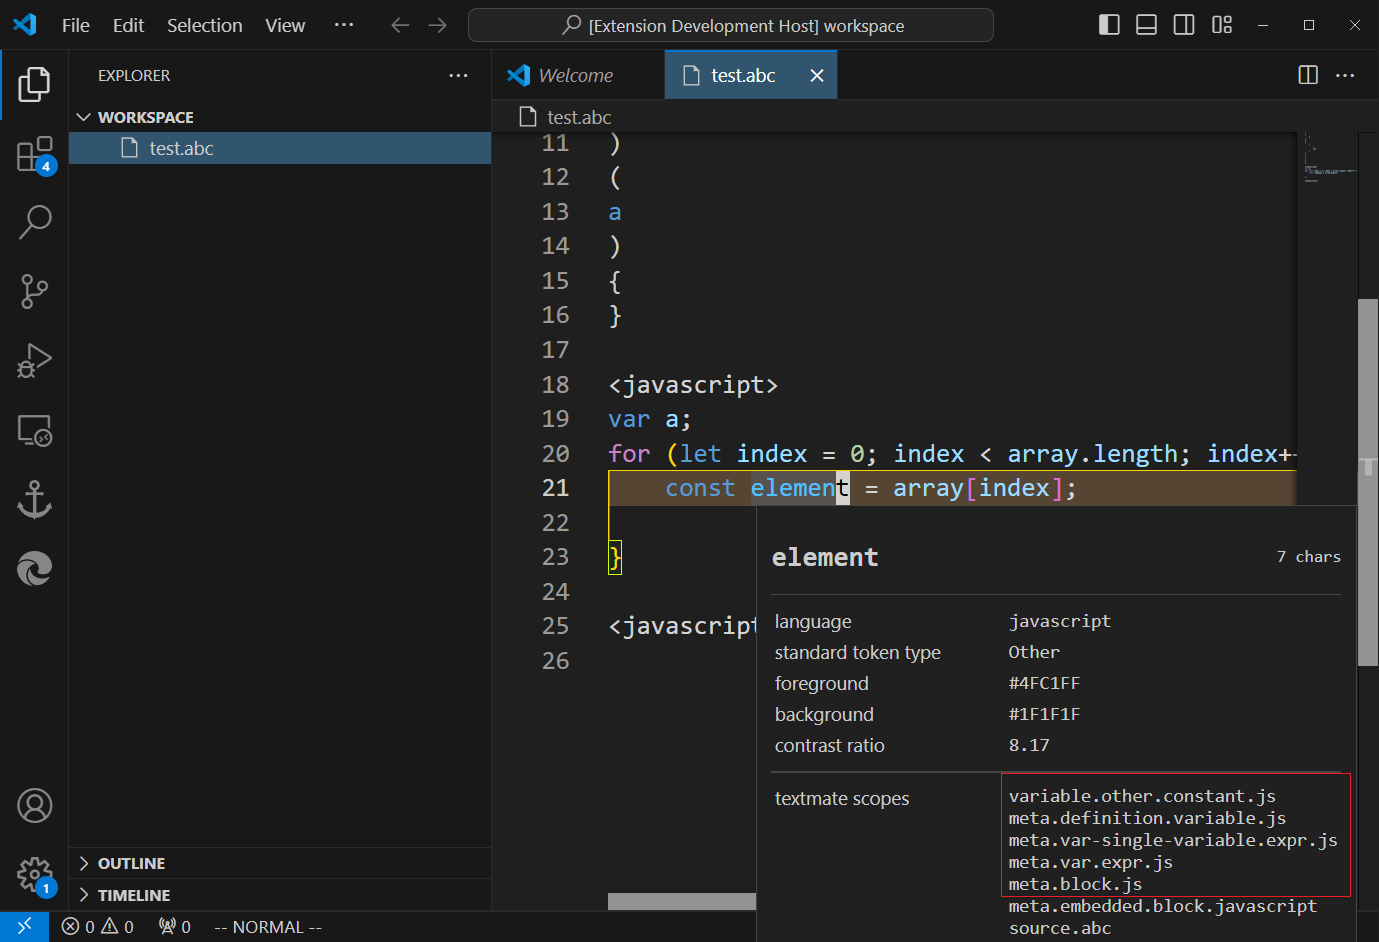 File Edit Selection View ···
[Extension Development Host] workspace
EXPLORER
WORKSPACE
test.abc
4
OUTLINE
TIMELINE
1
Welcome
test.abc
test.abc
11 )
12 (
13 a
14 )
15 {
16 }
17
18 <javascript>
19 var a;
20 for (let index = 0; index < array.length; index+
21 const element = array[index];
22
23 }
24
25 <javascript
26
element 7 chars
language javascript
standard token type Other
foreground #4FC1FF
background #1F1F1F
contrast ratio 8.17
textmate scopes variable.other.constant.js
meta.definition.variable.js
meta.var-single-variable.expr.js
meta.var.expr.js
meta.block.js
meta.embedded.block.javascript
source.abc
0 0 0 -- NORMAL --